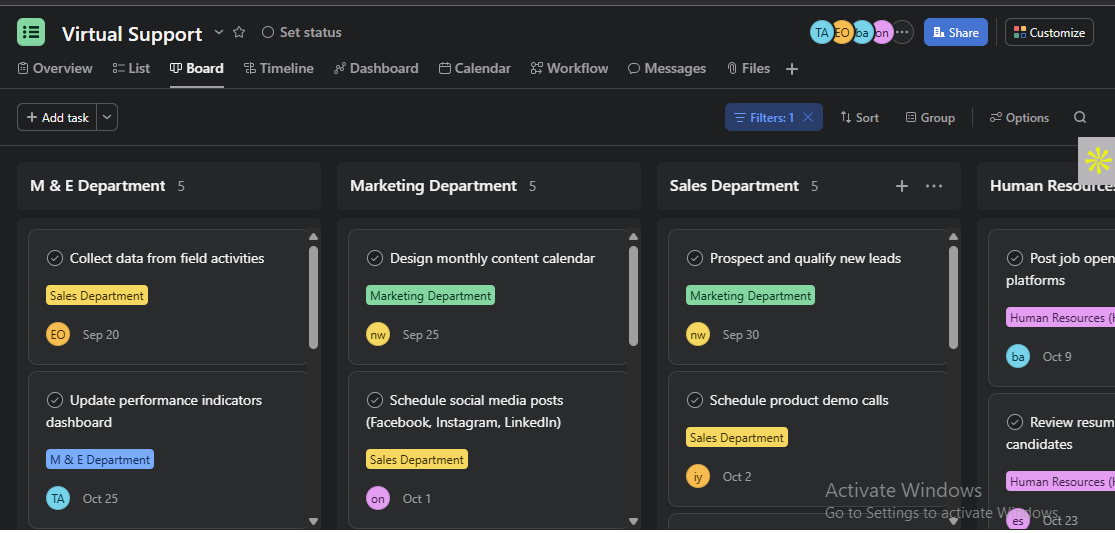 Virtual Support
Set status
TA EO ba on
Share
Customize
Overview
List
Board
Timeline
Dashboard
Calendar
Workflow
Messages
Files
+ Add task
Filters: 1
Sort
Group
Options
M & E Department 5
Collect data from field activities
Sales Department
EO Sep 20
Update performance indicators
dashboard
M & E Department
TA Oct 25
Marketing Department 5
Design monthly content calendar
Marketing Department
nw Sep 25
Schedule social media posts
(Facebook, Instagram, LinkedIn)
Sales Department
on Oct 1
Sales Department 5
Prospect and qualify new leads
Marketing Department
nw Sep 30
Schedule product demo calls
Sales Department
iy Oct 2
Human Resources
Post job open
platforms
Human Resources (H
ba Oct 9
Review resum
candidates
Human Resources (H
es Oct 23
Activate Windows
Go to Settings to activate Windows.